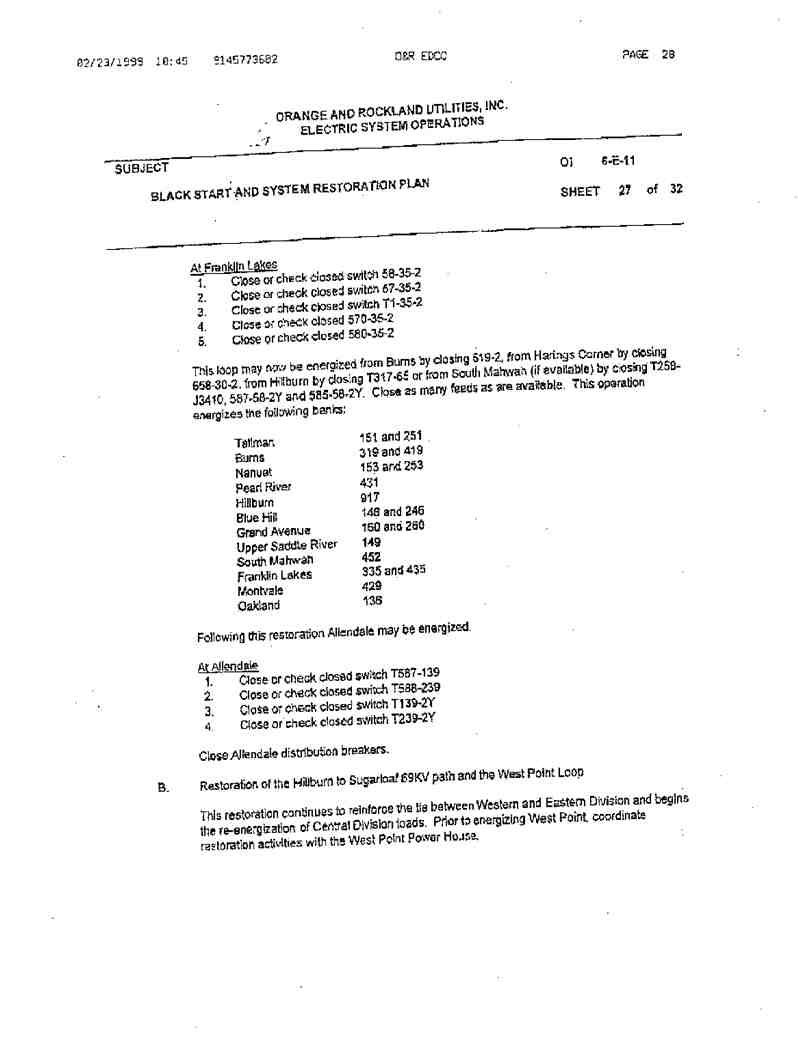 02/23/1999 10:45 9145773682 O&R EDCC PAGE 28
ORANGE AND ROCKLAND UTILITIES, INC.
ELECTRIC SYSTEM OPERATIONS
SUBJECT OI 6-E-11
BLACK START AND SYSTEM RESTORATION PLAN SHEET 27 of 32
At Franklin Lakes
1. Close or check closed switch 58-35-2
2. Close or check closed switch 67-35-2
3. Close or check closed switch T1-35-2
4. Close or check closed 570-35-2
5. Close or check closed 580-35-2
This loop may now be energized from Burns by closing 619-2, from Harings Corner by closing
658-30-2, from Hillburn by closing T317-65 or from South Mahwah (if available) by closing T258-
J3410, 587-58-2Y and 585-58-2Y. Close as many feeds as are available. This operation
energizes the following banks:
Tallman 151 and 251
Burns 319 and 419
Nanuet 153 and 253
Pearl River 431
Hillburn 917
Blue Hill 146 and 246
Grand Avenue 160 and 260
Upper Saddle River 149
South Mahwah 452
Franklin Lakes 335 and 435
Montvale 429
Oakland 136
Following this restoration Allendale may be energized.
At Allendale
1. Close or check closed switch T587-139
2. Close or check closed switch T588-239
3. Close or check closed switch T139-2Y
4. Close or check closed switch T239-2Y
Close Allendale distribution breakers.
B. Restoration of the Hillburn to Sugarloaf 69KV path and the West Point Loop
This restoration continues to reinforce the tie between Western and Eastern Division and begins
the re-energization of Central Division loads. Prior to energizing West Point, coordinate
restoration activities with the West Point Power House.